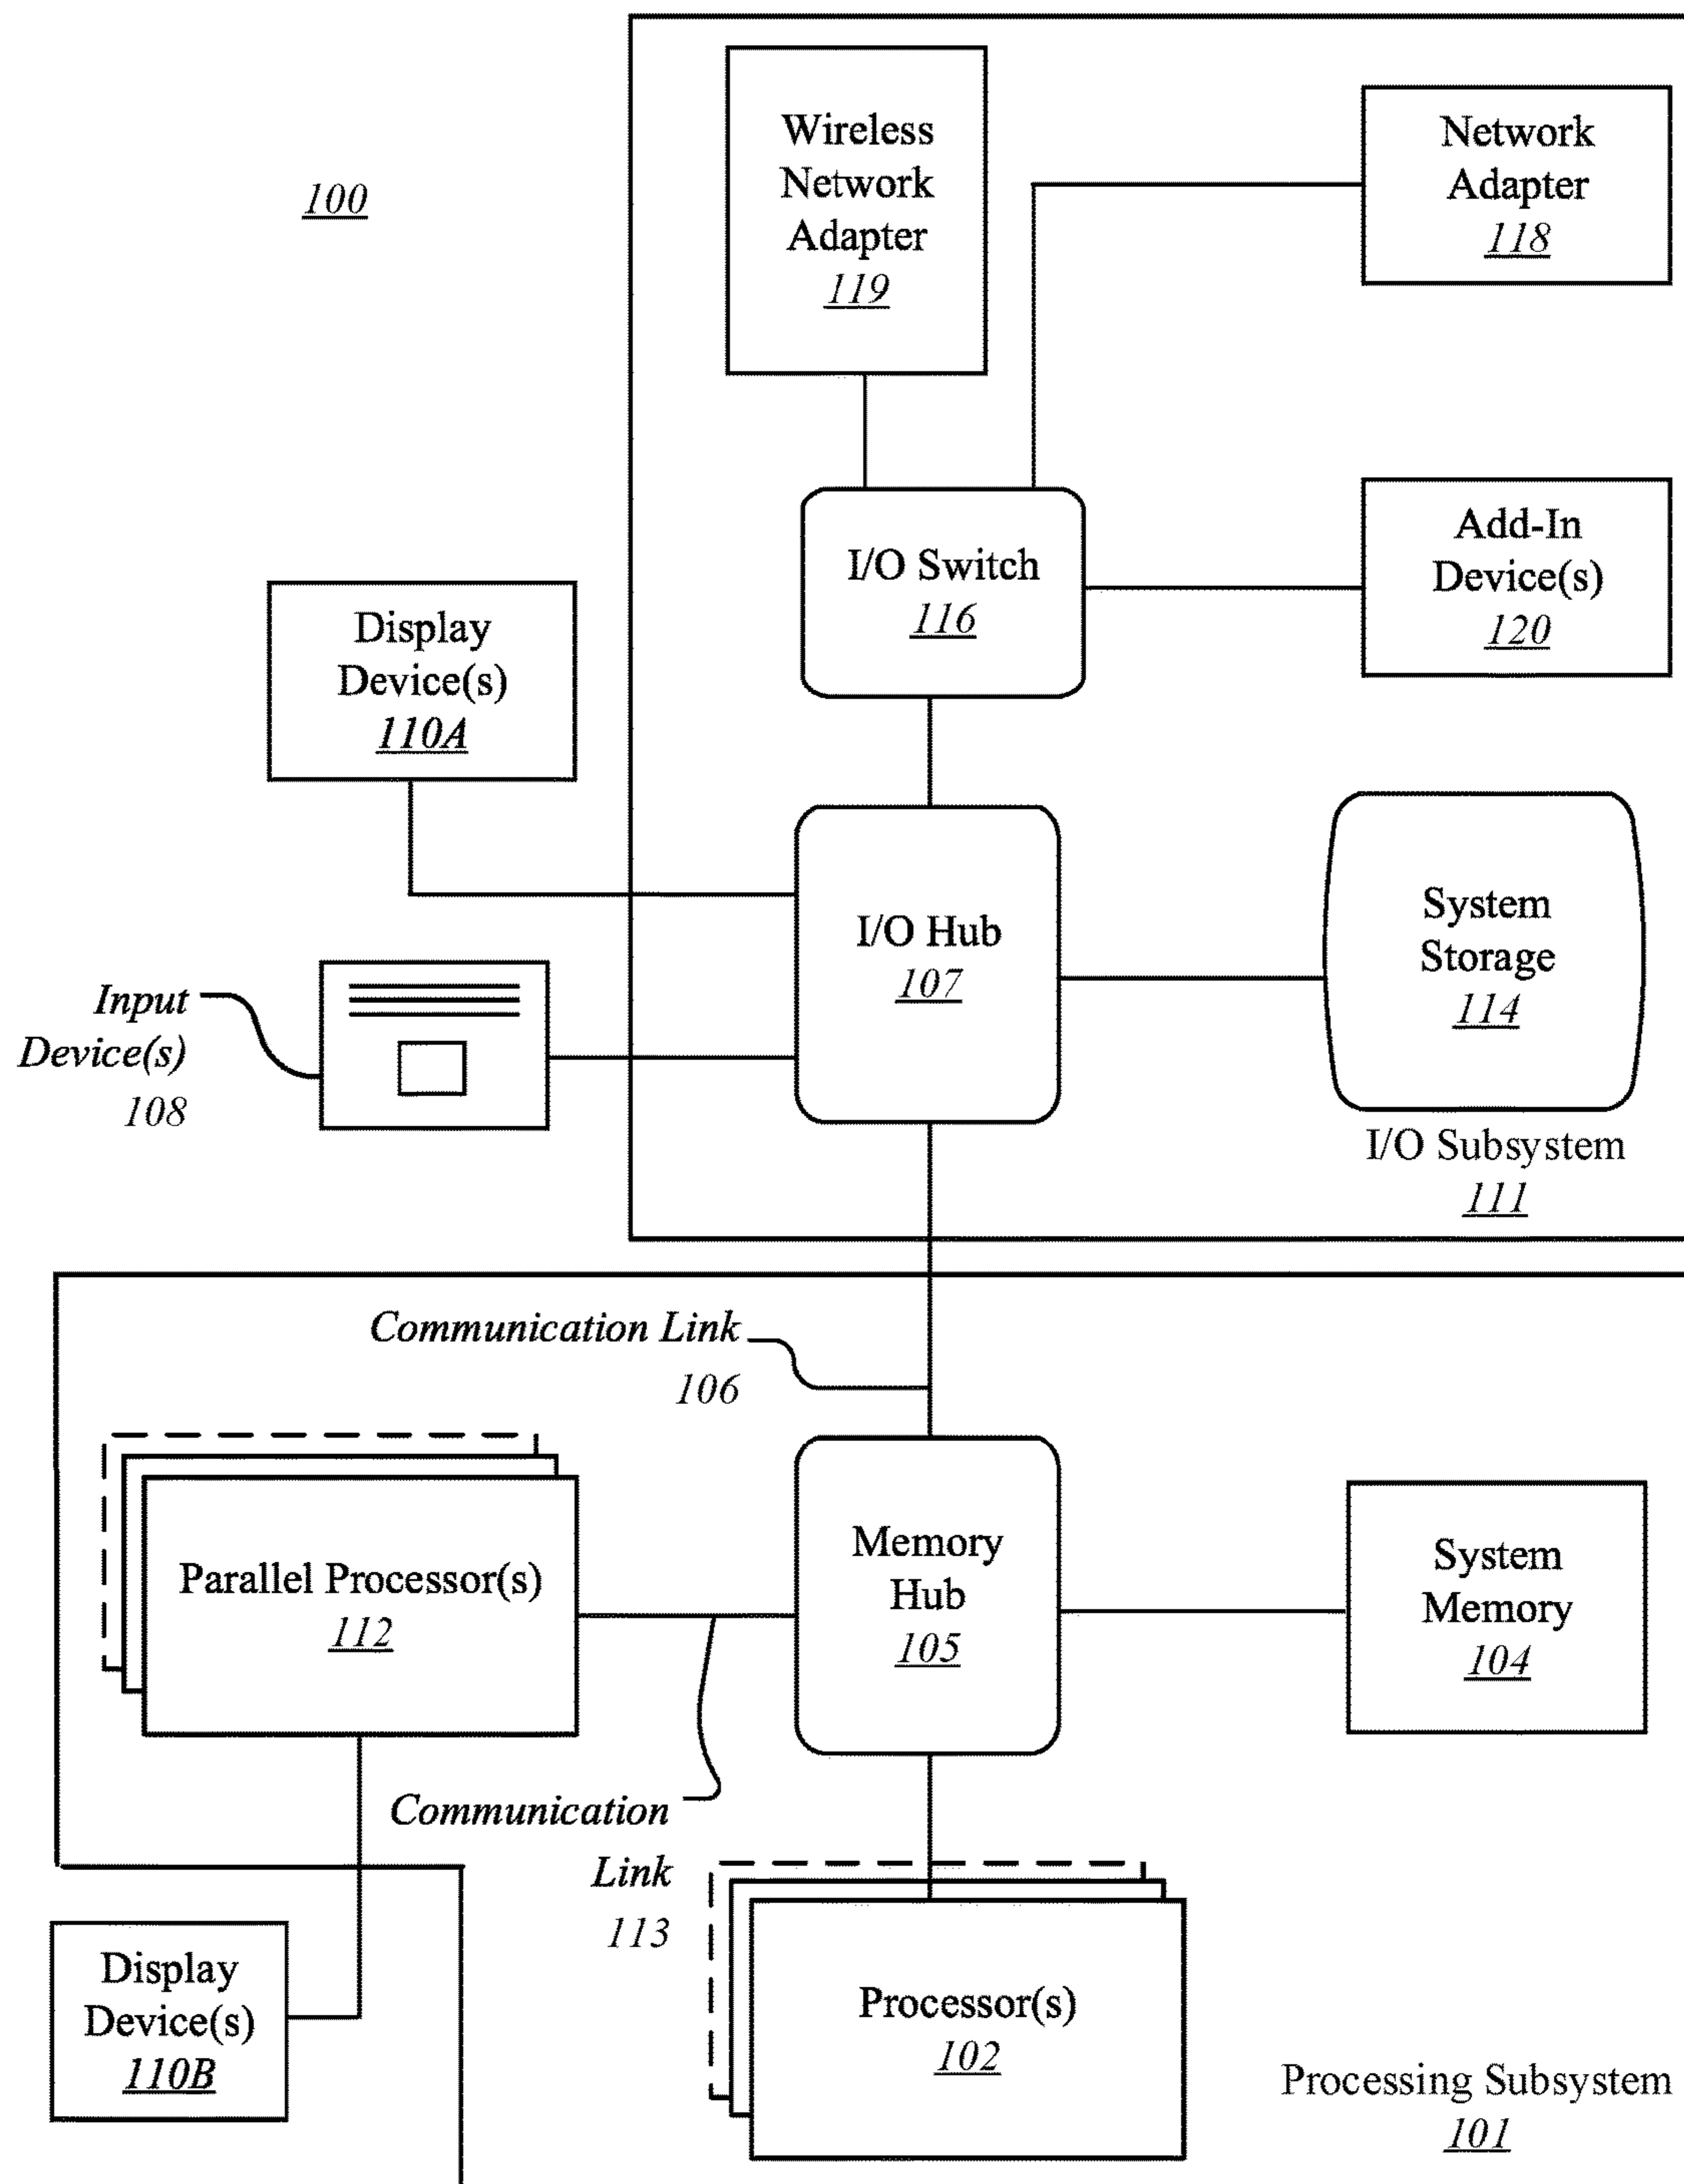 100
Wireless
Network
Adapter
119
Network
Adapter
118
I/O Switch
116
Add-In
Device(s)
120
Display
Device(s)
110A
I/O Hub
107
System
Storage
114
Input
Device(s)
108
I/O Subsystem
111
Communication Link
106
Parallel Processor(s)
112
Memory
Hub
105
System
Memory
104
Communication
Link
113
Display
Device(s)
110B
Processor(s)
102
Processing Subsystem
101